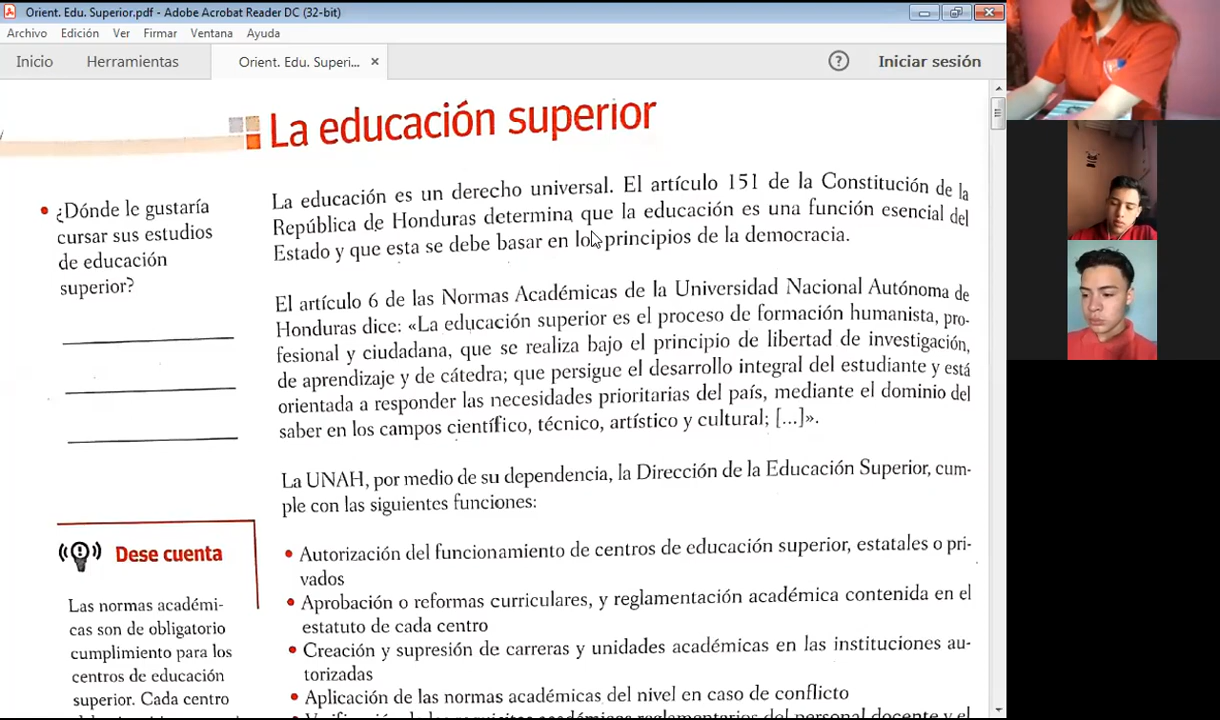 Orient. Edu. Superior.pdf - Adobe Acrobat Reader DC (32-bit)
Archivo Edición Ver Firmar Ventana Ayuda
Inicio Herramientas Orient. Edu. Superi... × ? Iniciar sesión
La educación superior
• ¿Dónde le gustaría
cursar sus estudios
de educación
superior?
La educación es un derecho universal. El artículo 151 de la Constitución de la
República de Honduras determina que la educación es una función esencial del
Estado y que esta se debe basar en los principios de la democracia.
El artículo 6 de las Normas Académicas de la Universidad Nacional Autónoma de
Honduras dice: «La educación superior es el proceso de formación humanista, pro-
fesional y ciudadana, que se realiza bajo el principio de libertad de investigación,
de aprendizaje y de cátedra; que persigue el desarrollo integral del estudiante y está
orientada a responder las necesidades prioritarias del país, mediante el dominio del
saber en los campos científico, técnico, artístico y cultural; [...]».
La UNAH, por medio de su dependencia, la Dirección de la Educación Superior, cum-
ple con las siguientes funciones:
• Autorización del funcionamiento de centros de educación superior, estatales o pri-
vados
• Aprobación o reformas curriculares, y reglamentación académica contenida en el
estatuto de cada centro
• Creación y supresión de carreras y unidades académicas en las instituciones au-
torizadas
• Aplicación de las normas académicas del nivel en caso de conflicto
Dese cuenta
Las normas académi-
cas son de obligatorio
cumplimiento para los
centros de educación
superior. Cada centro